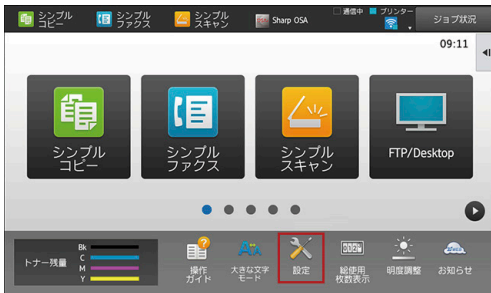 シンプル
コピー
シンプル
ファクス
シンプル
スキャン
Sharp OSA
通信中
プリンター
ジョブ状況
09:11
シンプル
コピー
シンプル
ファクス
シンプル
スキャン
FTP/Desktop
トナー残量
Bk
C
M
Y
操作
ガイド
大きな文字
モード
設定
総使用
枚数表示
明度調整
お知らせ